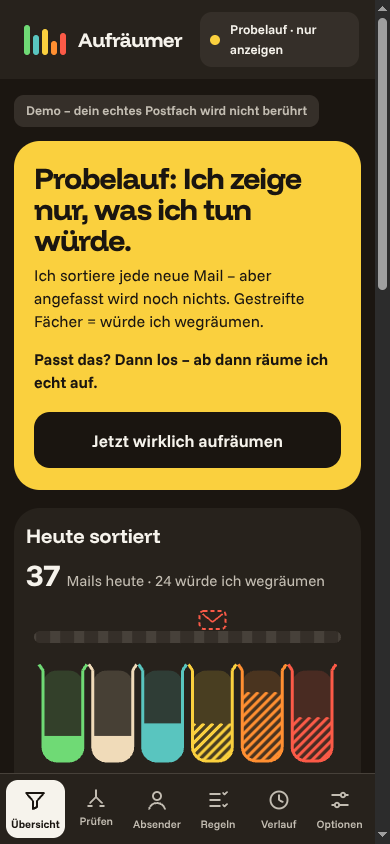 Aufräumer
Probelauf · nur
anzeigen
Demo – dein echtes Postfach wird nicht berührt
Probelauf: Ich zeige
nur, was ich tun
würde.
Ich sortiere jede neue Mail – aber
angefasst wird noch nichts. Gestreifte
Fächer = würde ich wegräumen.
Passt das? Dann los – ab dann räume ich
echt auf.
Jetzt wirklich aufräumen
Heute sortiert
37 Mails heute · 24 würde ich wegräumen
Übersicht
Prüfen
Absender
Regeln
Verlauf
Optionen